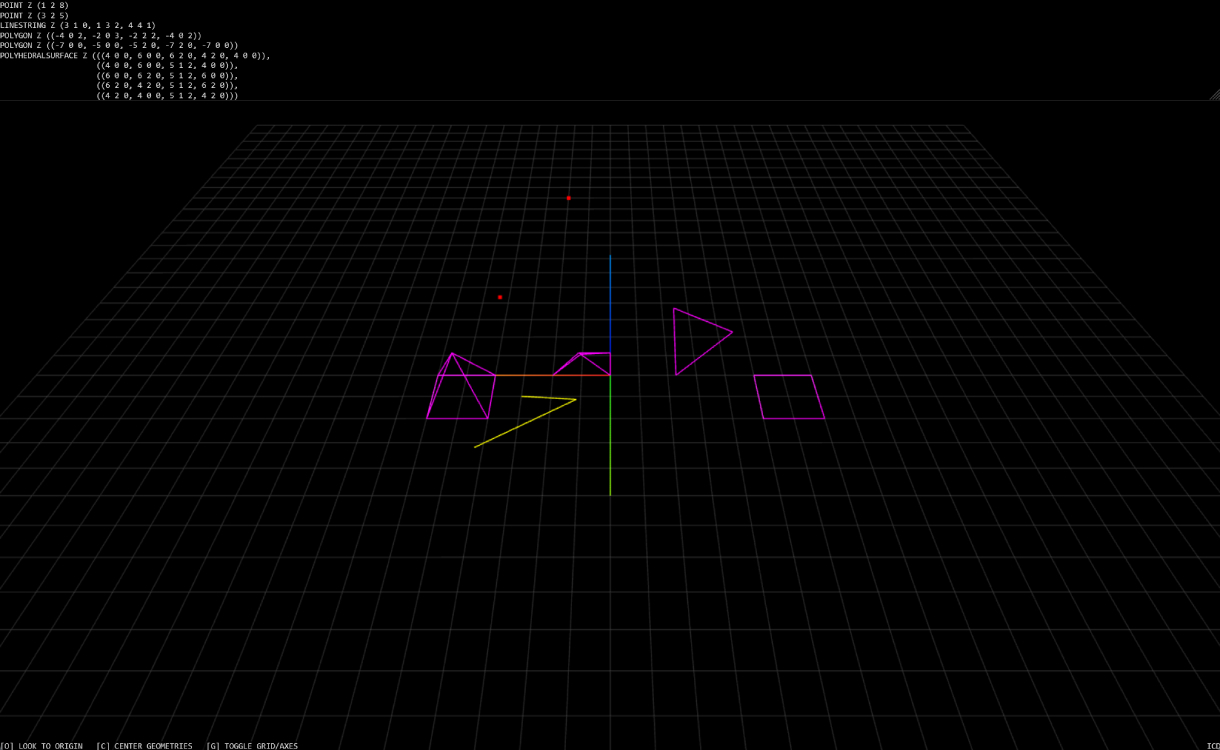 POINT Z (1 2 8)
POINT Z (3 2 5)
LINESTRING Z (3 1 0, 1 3 2, 4 4 1)
POLYGON Z ((-4 0 2, -2 0 3, -2 2 2, -4 0 2))
POLYGON Z ((-7 0 0, -5 0 0, -5 2 0, -7 2 0, -7 0 0))
POLYHEDRALSURFACE Z (((4 0 0, 6 0 0, 6 2 0, 4 2 0, 4 0 0)),
((4 0 0, 6 0 0, 5 1 2, 4 0 0)),
((6 0 0, 6 2 0, 5 1 2, 6 0 0)),
((6 2 0, 4 2 0, 5 1 2, 6 2 0)),
((4 2 0, 4 0 0, 5 1 2, 4 2 0)))
[O] LOOK TO ORIGIN [C] CENTER GEOMETRIES [G] TOGGLE GRID/AXES ICO